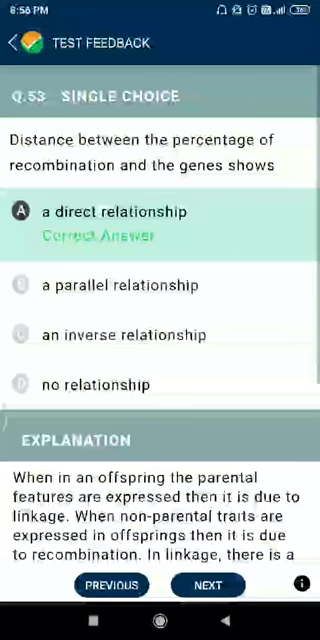 8:56 PM
TEST FEEDBACK
Q.53 SINGLE CHOICE
Distance between the percentage of
recombination and the genes shows
A a direct relationship
Correct Answer
B a parallel relationship
C an inverse relationship
D no relationship
EXPLANATION
When in an offspring the parental
features are expressed then it is due to
linkage. When non-parental traits are
expressed in offsprings then it is due
to recombination. In linkage, there is a
PREVIOUS NEXT